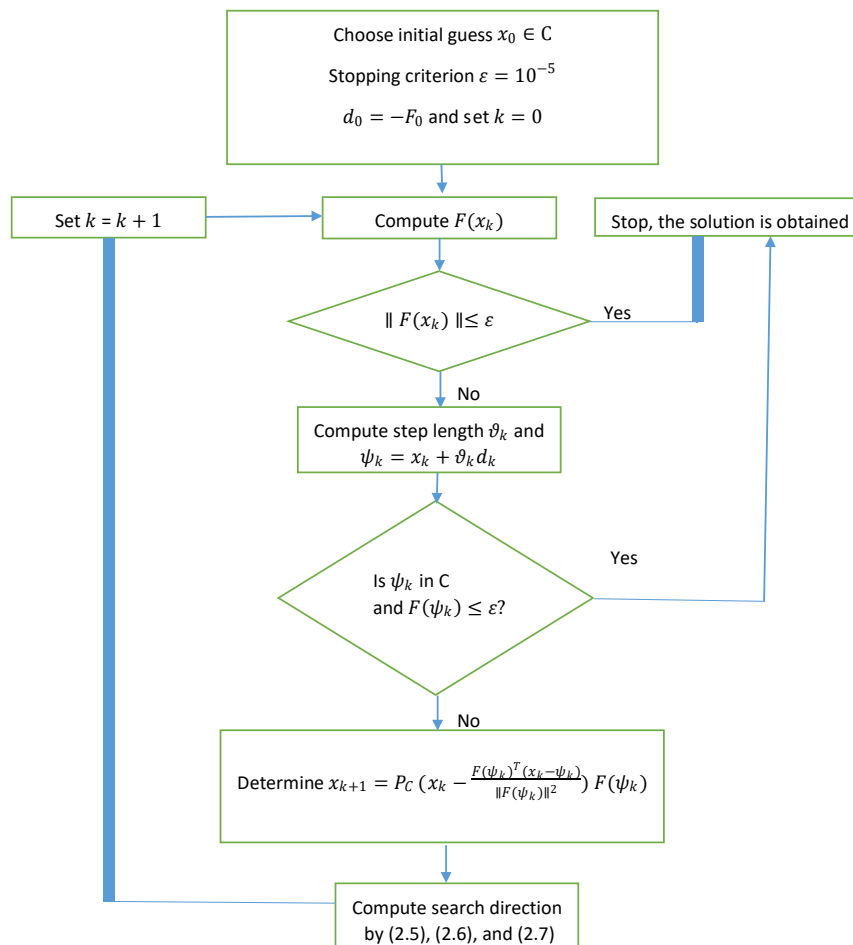 Choose initial guess 𝑥₀ ∈ C
Stopping criterion 𝜀 = 10⁻⁵
𝑑₀ = −𝐹₀ and set 𝑘 = 0
Set 𝑘 = 𝑘 + 1
Compute 𝐹(𝑥ₖ)
Stop, the solution is obtained
∥ 𝐹(𝑥ₖ) ∥≤ 𝜀
Yes
No
Compute step length 𝜗ₖ and
𝜓ₖ = 𝑥ₖ + 𝜗ₖ𝑑ₖ
Yes
Is 𝜓ₖ in C
and 𝐹(𝜓ₖ) ≤ 𝜀?
No
Determine 𝑥ₖ₊₁ = 𝑃_C (𝑥ₖ − 𝐹(𝜓ₖ)ᵀ(𝑥ₖ−𝜓ₖ) / ∥𝐹(𝜓ₖ)∥²) 𝐹(𝜓ₖ)
Compute search direction
by (2.5), (2.6), and (2.7)